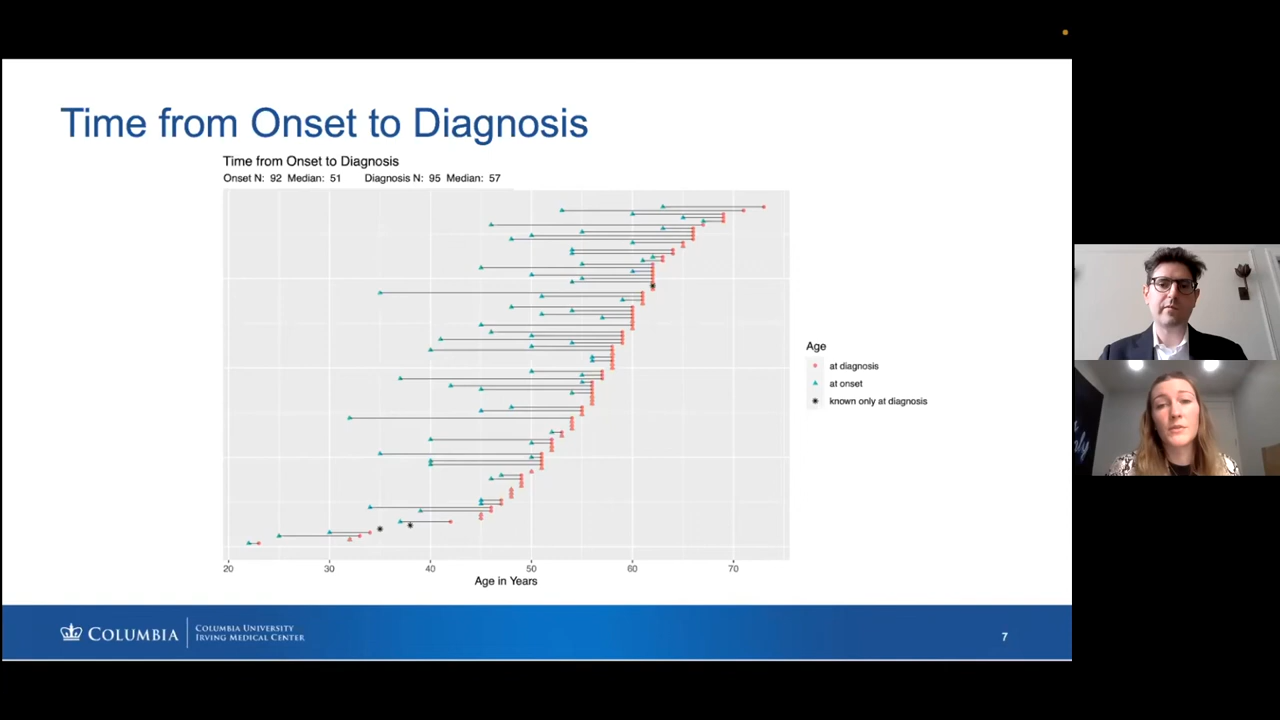 Time from Onset to Diagnosis
Time from Onset to Diagnosis
Onset N: 92 Median: 51 Diagnosis N: 95 Median: 57
Age
at diagnosis
at onset
known only at diagnosis
20 30 40 50 60 70
Age in Years
COLUMBIA
COLUMBIA UNIVERSITY
IRVING MEDICAL CENTER
7